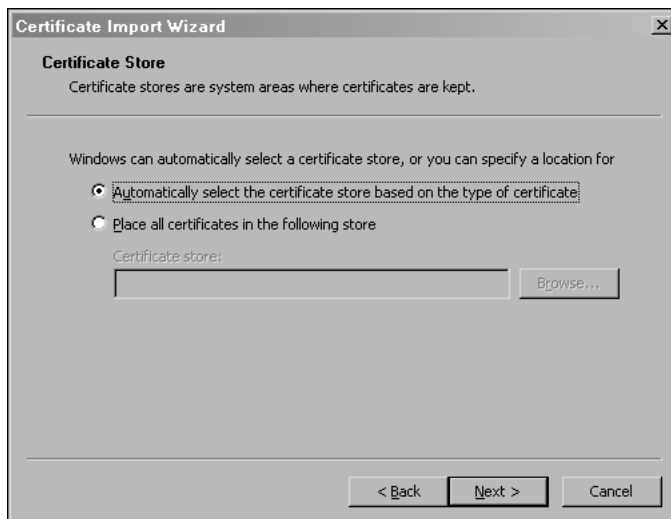 Certificate Import Wizard
Certificate Store
Certificate stores are system areas where certificates are kept.
Windows can automatically select a certificate store, or you can specify a location for
Automatically select the certificate store based on the type of certificate
Place all certificates in the following store
Certificate store:
Browse...
< Back
Next >
Cancel